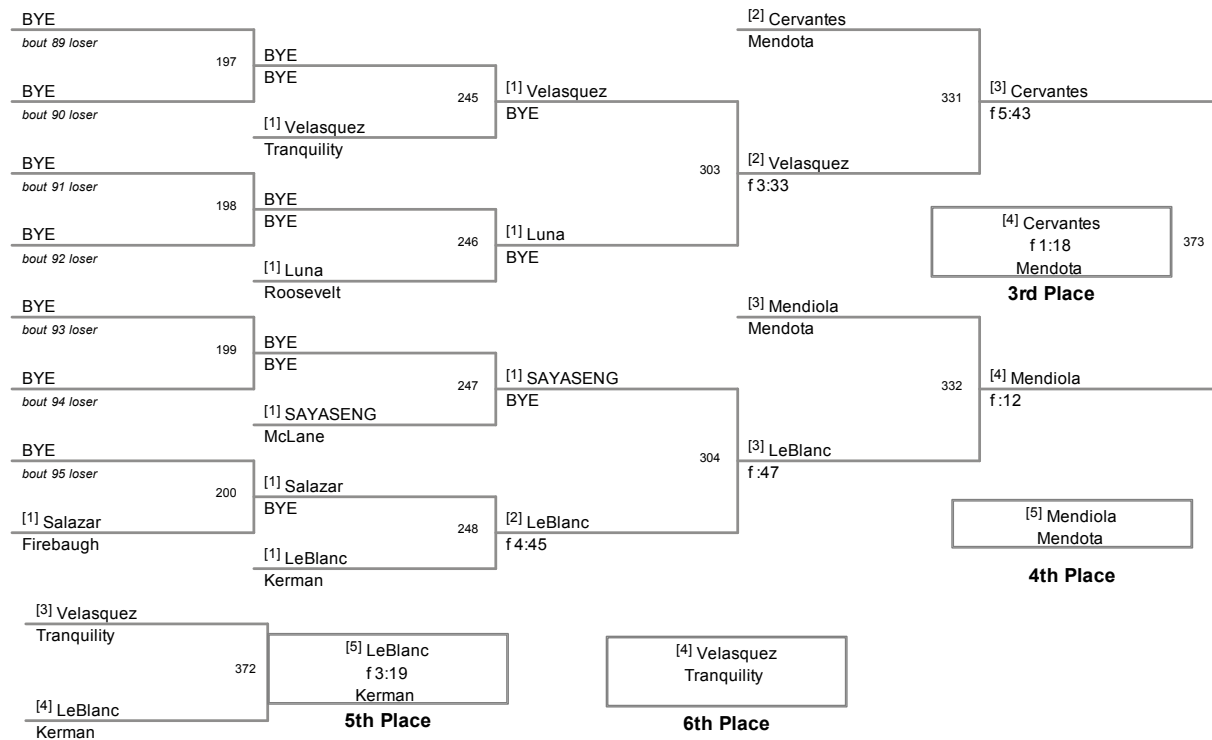 BYE
bout 89 loser
197
BYE
bout 90 loser
BYE
BYE
245
[1] Velasquez
Tranquility
[1] Velasquez
BYE
BYE
bout 91 loser
198
BYE
bout 92 loser
BYE
BYE
246
[1] Luna
Roosevelt
[1] Luna
BYE
303
[2] Velasquez
f 3:33
[2] Cervantes
Mendota
331
[3] Cervantes
f 5:43
[4] Cervantes
f 1:18
Mendota
373
3rd Place
BYE
bout 93 loser
199
BYE
bout 94 loser
BYE
BYE
247
[1] SAYASENG
McLane
[1] SAYASENG
BYE
BYE
bout 95 loser
200
[1] Salazar
Firebaugh
[1] Salazar
BYE
248
[1] LeBlanc
Kerman
[2] LeBlanc
f 4:45
304
[3] LeBlanc
f :47
[3] Mendiola
Mendota
332
[4] Mendiola
f :12
[5] Mendiola
Mendota
4th Place
[3] Velasquez
Tranquility
372
[4] LeBlanc
Kerman
[5] LeBlanc
f 3:19
Kerman
5th Place
[4] Velasquez
Tranquility
6th Place